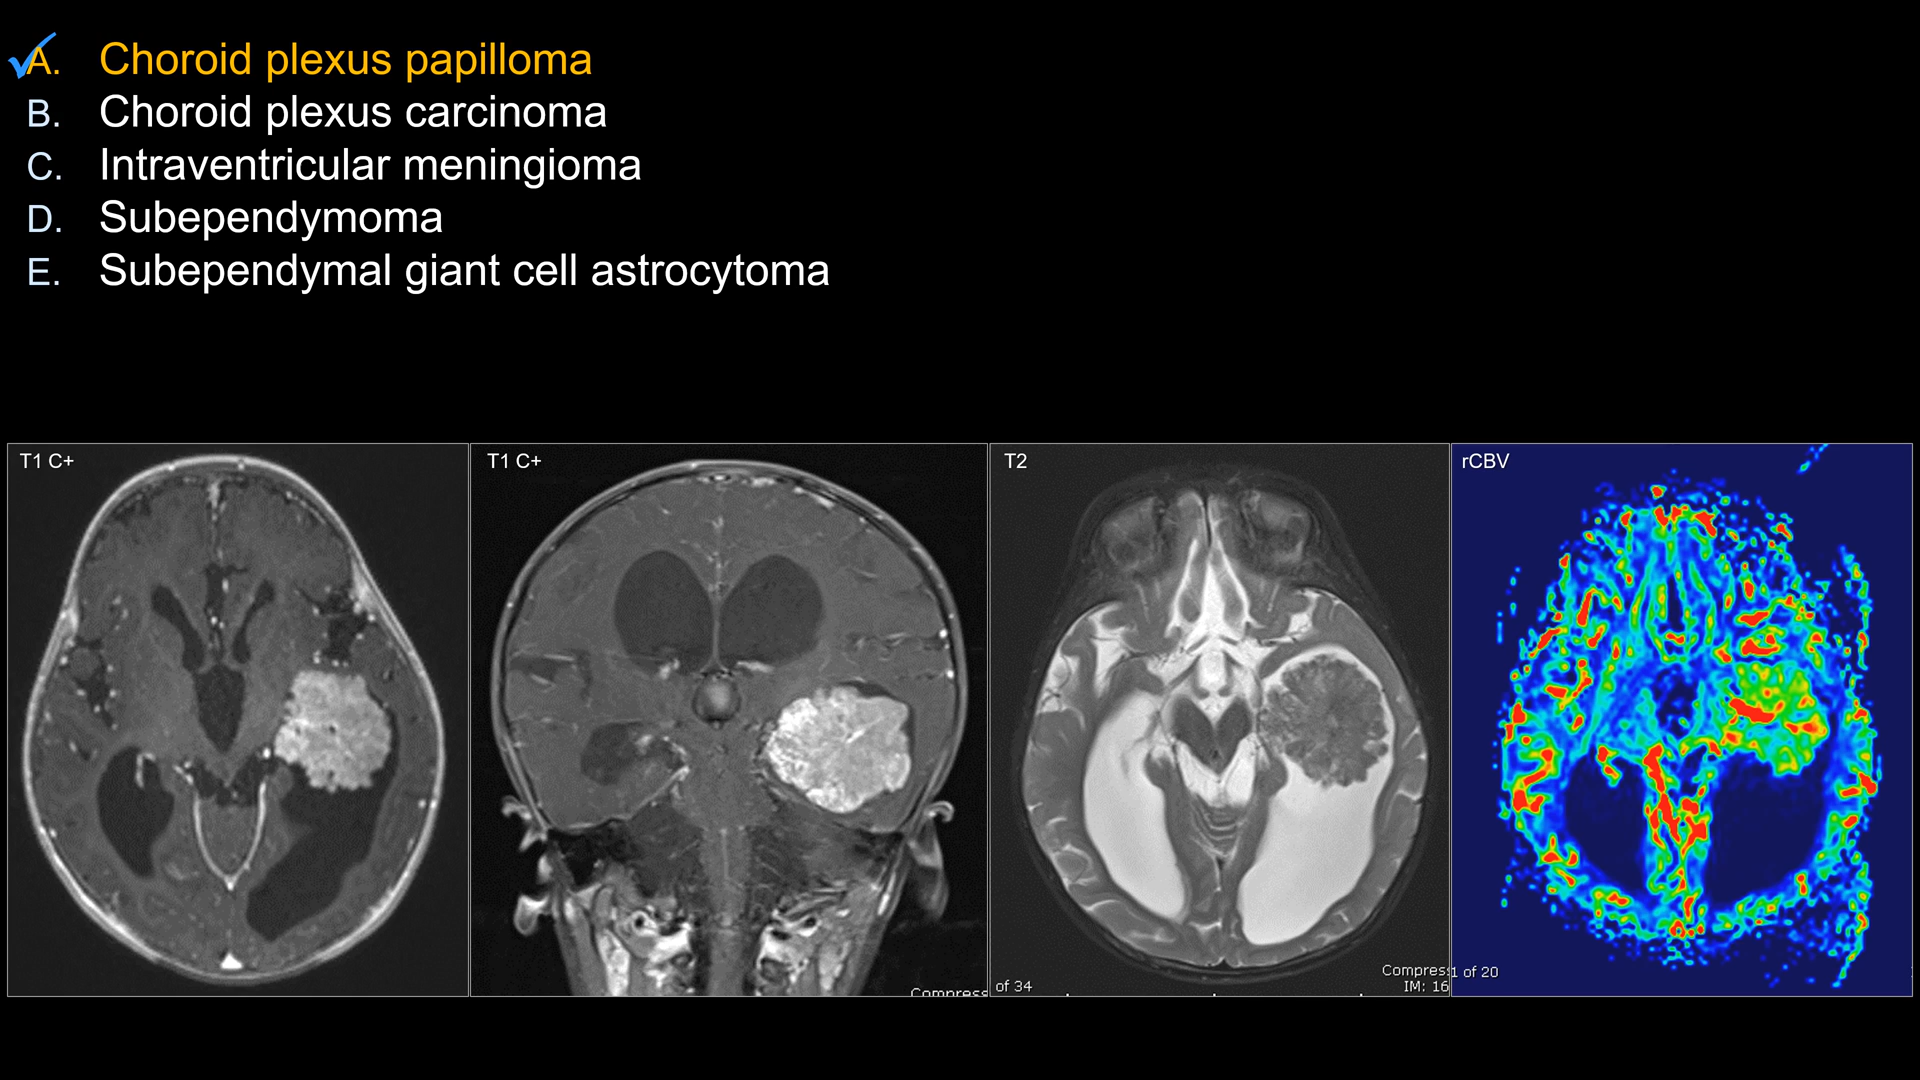 A. Choroid plexus papilloma
B. Choroid plexus carcinoma
C. Intraventricular meningioma
D. Subependymoma
E. Subependymal giant cell astrocytoma
T1 C+
T1 C+
T2
rCBV
Compress
of 34
Compress
IM: 16
1 of 20